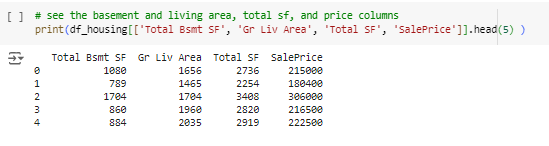 [ ] # see the basement and living area, total sf, and price columns
print(df_housing[['Total Bsmt SF', 'Gr Liv Area', 'Total SF', 'SalePrice']].head(5) )
Total Bsmt SF Gr Liv Area Total SF SalePrice
0 1080 1656 2736 215000
1 789 1465 2254 180400
2 1704 1704 3408 306000
3 860 1960 2820 216500
4 884 2035 2919 222500